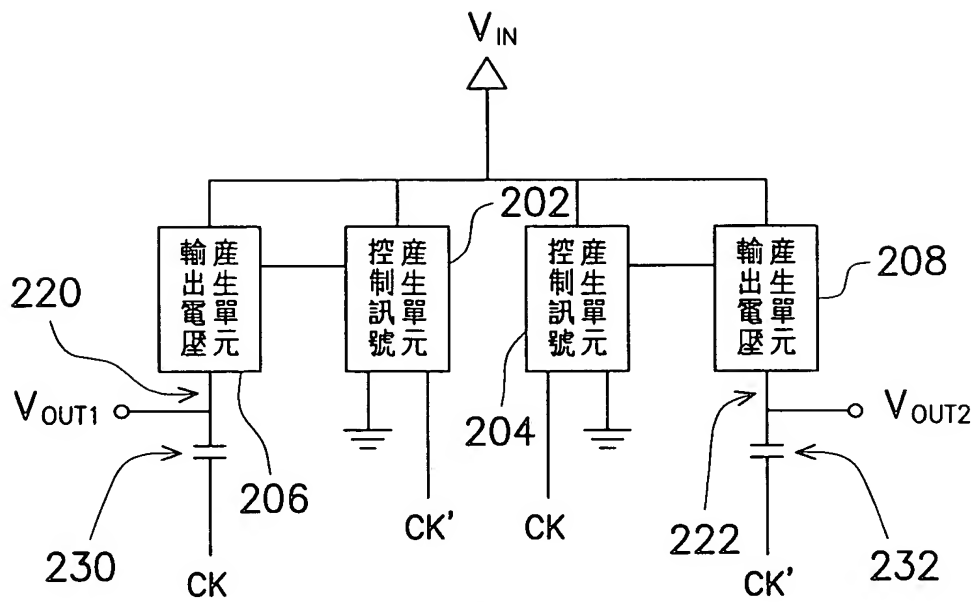 V_IN
輸出電壓
產生單元
控制訊號
產生單元
202
控制訊號
產生單元
輸出電壓
產生單元
208
220
V_OUT1
204
V_OUT2
206
230
CK'
CK
222
232
CK
CK'